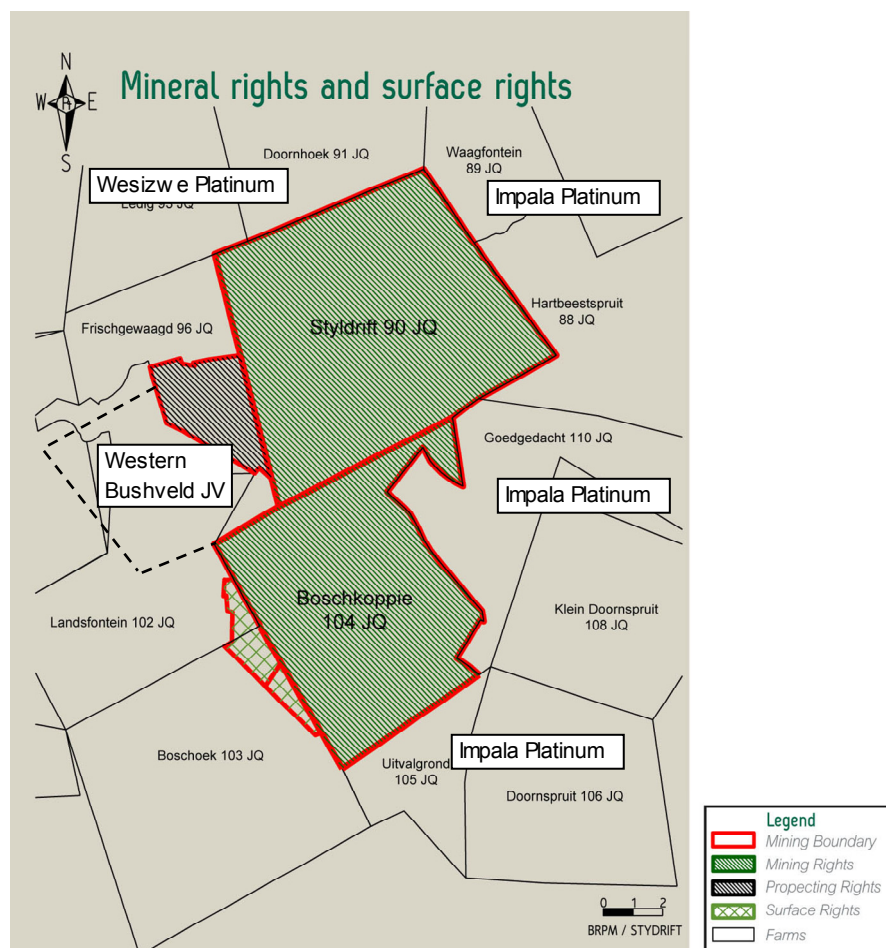 Mineral rights and surface rights
N
W
E
S
Doornhoek 91 JQ
Waagfontein
89 JQ
Wesizwe Platinum
Impala Platinum
Hartbeestspruit
88 JQ
Styldrift 90 JQ
Frischgewaagd 96 JQ
Goedgedacht 110 JQ
Western
Bushveld JV
Impala Platinum
Boschkoppie
104 JQ
Landsfontein 102 JQ
Klein Doornspruit
108 JQ
Boschoek 103 JQ
Impala Platinum
Uitvalgrond
105 JQ
Doornspruit 106 JQ
0 1 2
BRPM / STYDRIFT
Legend
Mining Boundary
Mining Rights
Propecting Rights
Surface Rights
Farms